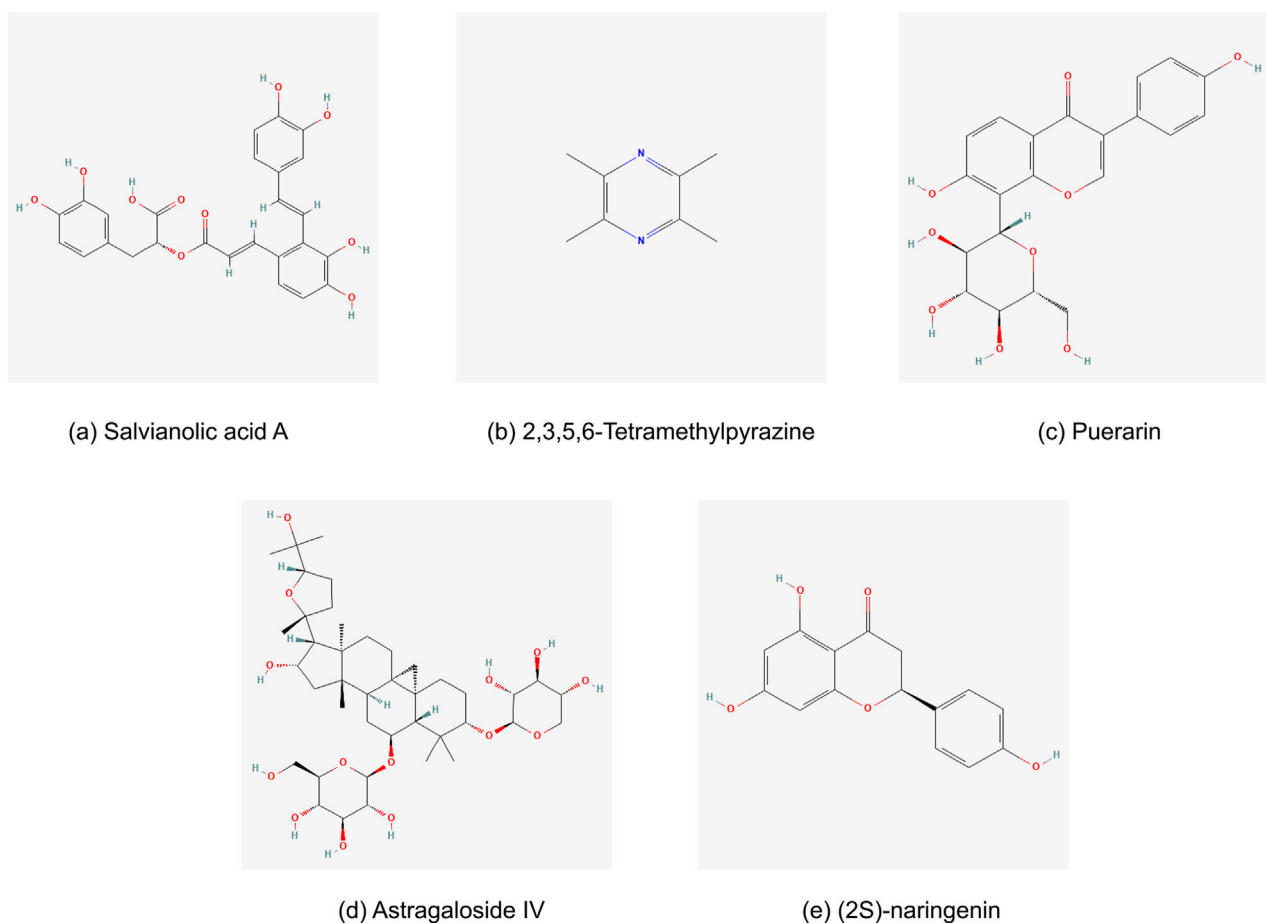 (a) Salvianolic acid A
(b) 2,3,5,6-Tetramethylpyrazine
(c) Puerarin
(d) Astragaloside IV
(e) (2S)-naringenin